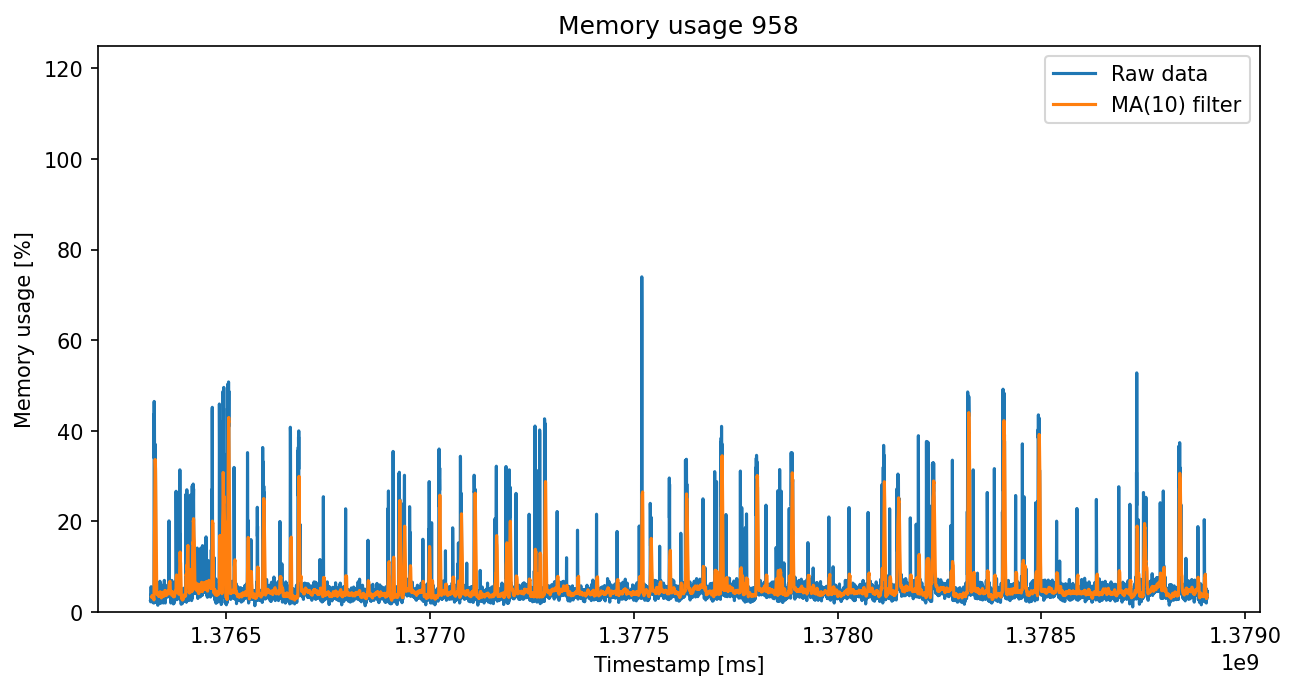 Memory usage 958
Raw data
MA(10) filter
Memory usage [%]
120
100
80
60
40
20
0
1.3765 1.3770 1.3775 1.3780 1.3785 1.3790
1e9
Timestamp [ms]